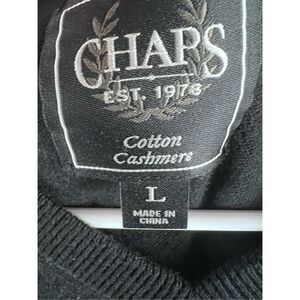 CHAPS
EST. 1978
Cotton
Cashmere
L
MADE IN
CHINA